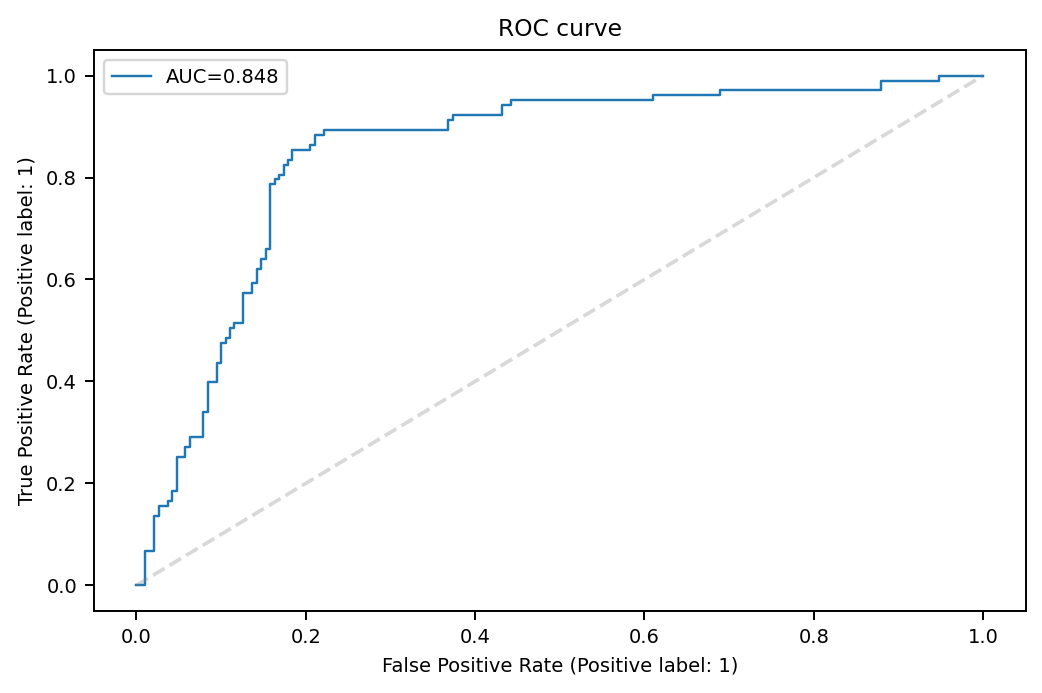 ROC curve
AUC=0.848
True Positive Rate (Positive label: 1)
1.0
0.8
0.6
0.4
0.2
0.0
0.0 0.2 0.4 0.6 0.8 1.0
False Positive Rate (Positive label: 1)